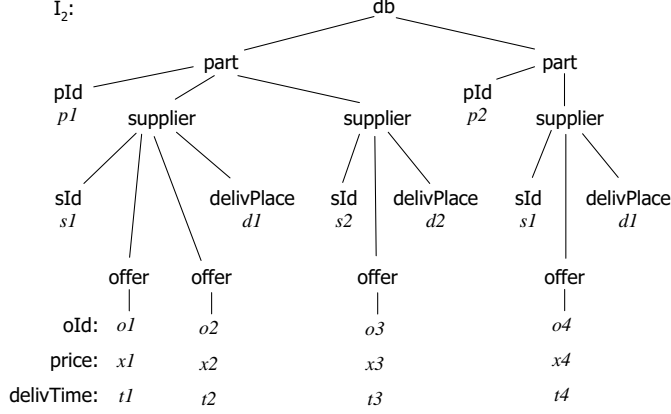 I2: db
part part
pId pId
p1 p2
supplier supplier supplier
sId delivPlace sId delivPlace sId delivPlace
s1 d1 s2 d2 s1 d1
offer offer offer offer
oId: o1 o2 o3 o4
price: x1 x2 x3 x4
delivTime: t1 t2 t3 t4